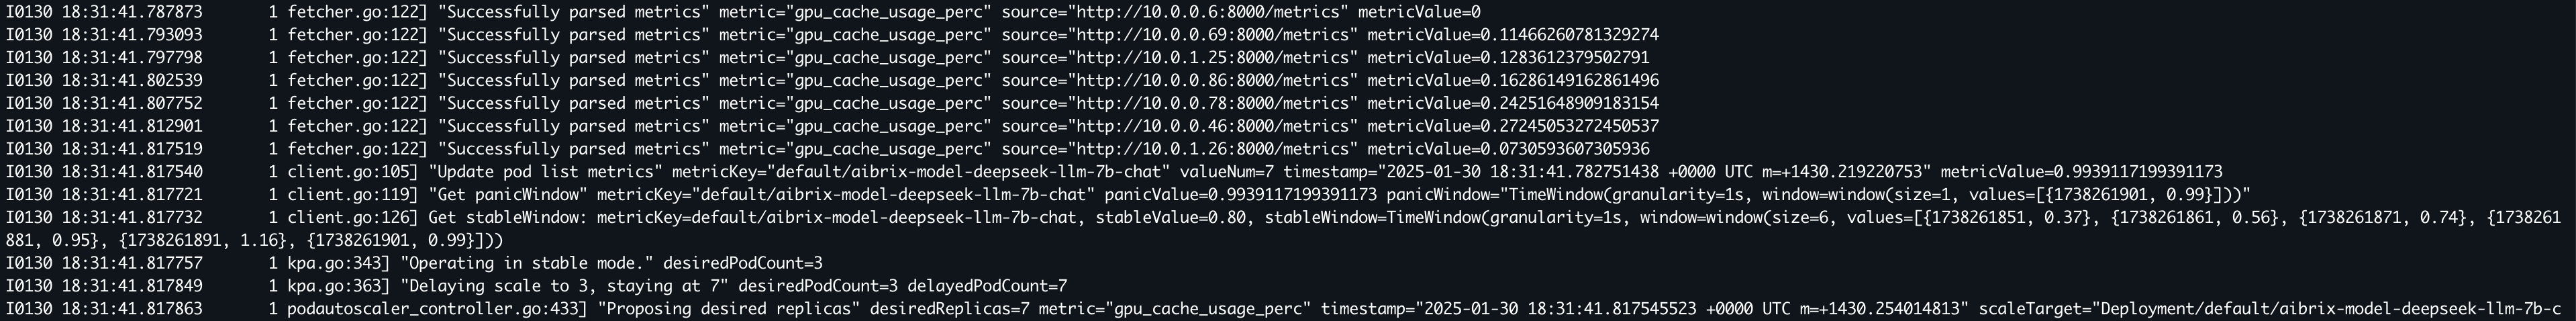 I0130 18:31:41.787873       1 fetcher.go:122] "Successfully parsed metrics" metric="gpu_cache_usage_perc" source="http://10.0.0.6:8000/metrics" metricValue=0
I0130 18:31:41.793093       1 fetcher.go:122] "Successfully parsed metrics" metric="gpu_cache_usage_perc" source="http://10.0.0.69:8000/metrics" metricValue=0.11466260781329274
I0130 18:31:41.797798       1 fetcher.go:122] "Successfully parsed metrics" metric="gpu_cache_usage_perc" source="http://10.0.1.25:8000/metrics" metricValue=0.1283612379502791
I0130 18:31:41.802539       1 fetcher.go:122] "Successfully parsed metrics" metric="gpu_cache_usage_perc" source="http://10.0.0.86:8000/metrics" metricValue=0.16286149162861496
I0130 18:31:41.807752       1 fetcher.go:122] "Successfully parsed metrics" metric="gpu_cache_usage_perc" source="http://10.0.0.78:8000/metrics" metricValue=0.24251648909183154
I0130 18:31:41.812901       1 fetcher.go:122] "Successfully parsed metrics" metric="gpu_cache_usage_perc" source="http://10.0.0.46:8000/metrics" metricValue=0.27245053272450537
I0130 18:31:41.817519       1 fetcher.go:122] "Successfully parsed metrics" metric="gpu_cache_usage_perc" source="http://10.0.1.26:8000/metrics" metricValue=0.0730593607305936
I0130 18:31:41.817540       1 client.go:105] "Update pod list metrics" metricKey="default/aibrix-model-deepseek-llm-7b-chat" valueNum=7 timestamp="2025-01-30 18:31:41.782751438 +0000 UTC m=+1430.219220753" metricValue=0.9939117199391173
I0130 18:31:41.817721       1 client.go:119] "Get panicWindow" metricKey="default/aibrix-model-deepseek-llm-7b-chat" panicValue=0.9939117199391173 panicWindow="TimeWindow(granularity=1s, window=window(size=1, values=[{1738261901, 0.99}]))"
I0130 18:31:41.817732       1 client.go:126] Get stableWindow: metricKey=default/aibrix-model-deepseek-llm-7b-chat, stableValue=0.80, stableWindow=TimeWindow(granularity=1s, window=window(size=6, values=[{1738261851, 0.37}, {1738261861, 0.56}, {1738261871, 0.74}, {1738261
881, 0.95}, {1738261891, 1.16}, {1738261901, 0.99}]))
I0130 18:31:41.817757       1 kpa.go:343] "Operating in stable mode." desiredPodCount=3
I0130 18:31:41.817849       1 kpa.go:363] "Delaying scale to 3, staying at 7" desiredPodCount=3 delayedPodCount=7
I0130 18:31:41.817863       1 podautoscaler_controller.go:433] "Proposing desired replicas" desiredReplicas=7 metric="gpu_cache_usage_perc" timestamp="2025-01-30 18:31:41.817545523 +0000 UTC m=+1430.254014813" scaleTarget="Deployment/default/aibrix-model-deepseek-llm-7b-c